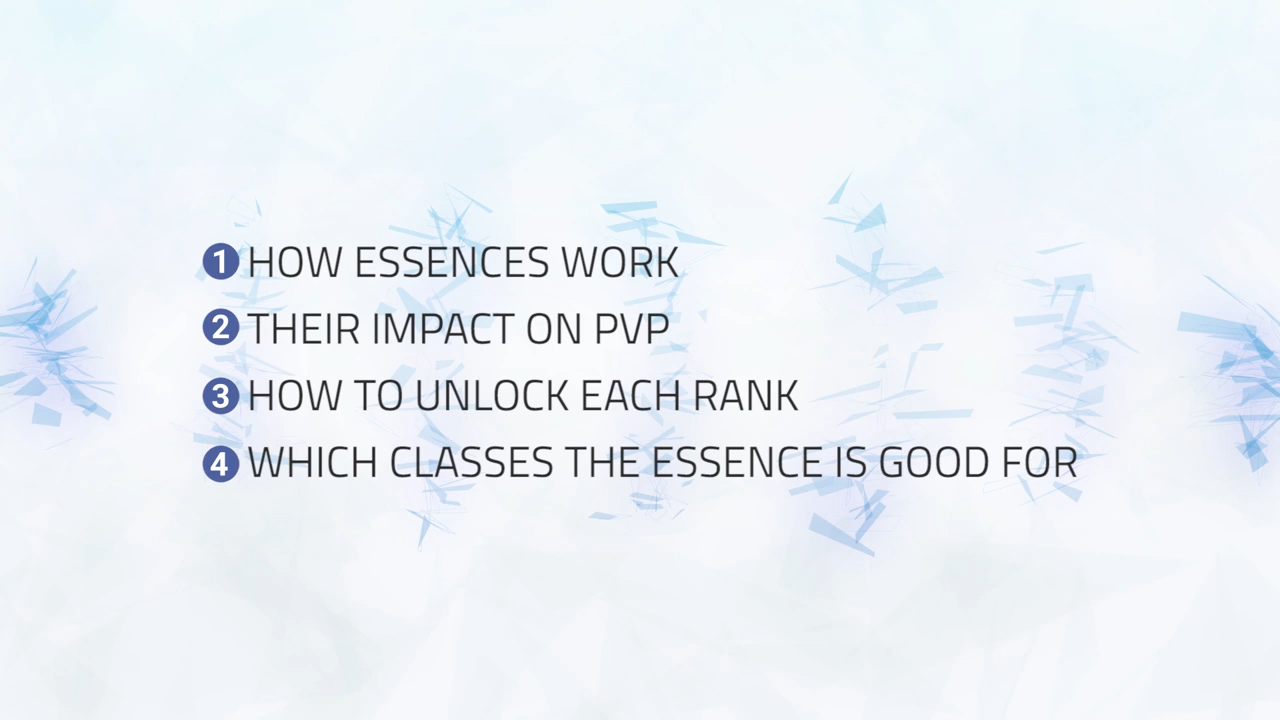 1 HOW ESSENCES WORK
2 THEIR IMPACT ON PVP
3 HOW TO UNLOCK EACH RANK
4 WHICH CLASSES THE ESSENCE IS GOOD FOR